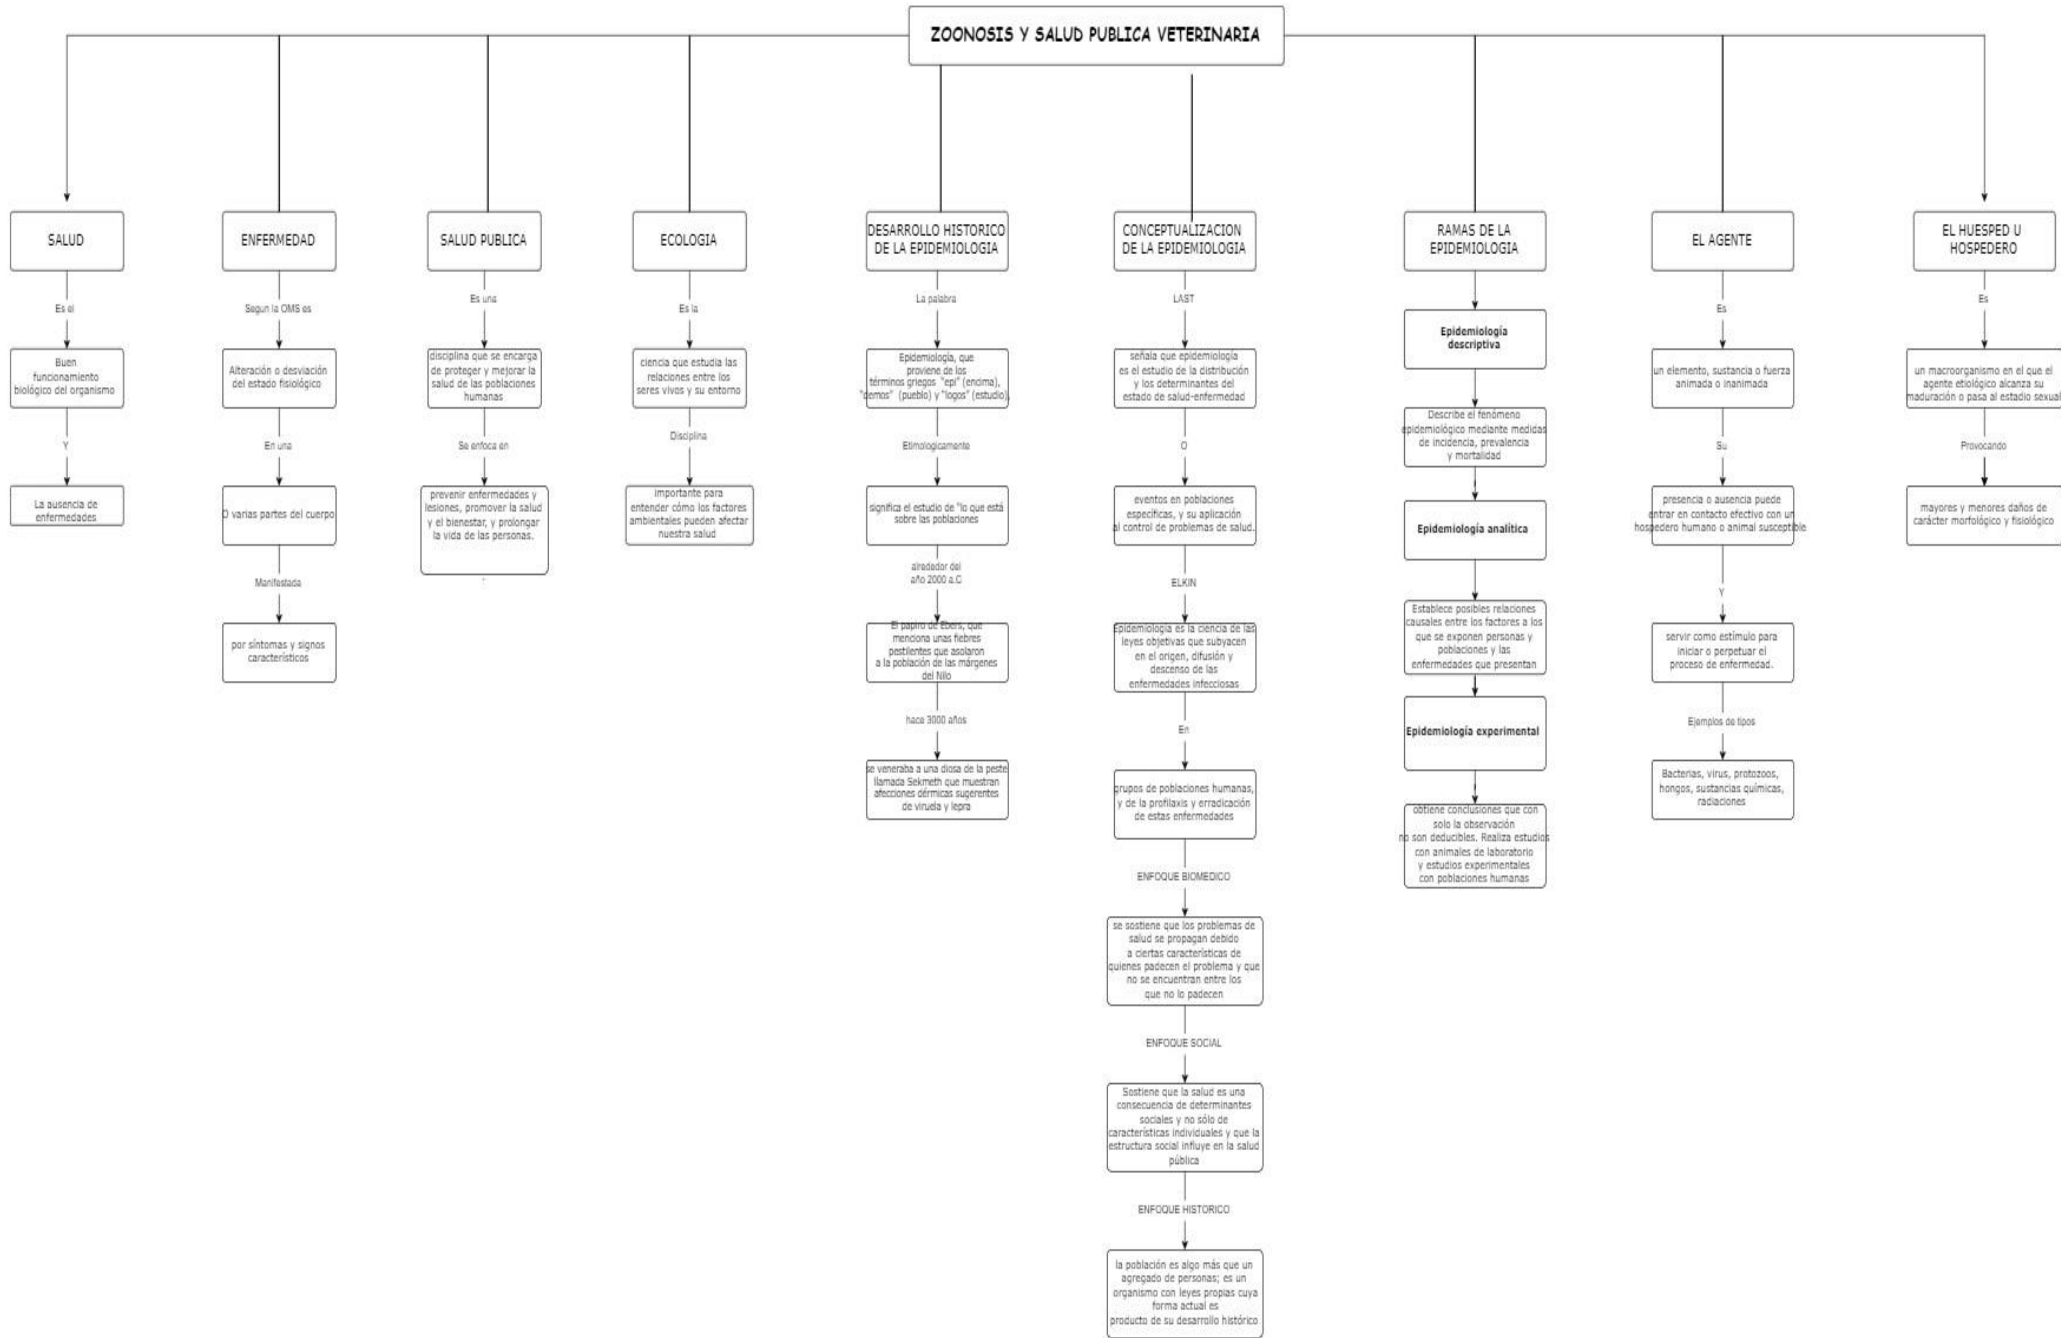 ZOONOSIS Y SALUD PUBLICA VETERINARIA
SALUD
Es el
Buen
funcionamiento
biológico del organismo
Y
La ausencia de
enfermedades
ENFERMEDAD
Segun la OMS es
Alteración o desviación
del estado fisiológico
En una
O varias partes del cuerpo
Manifestada
por síntomas y signos
característicos
SALUD PUBLICA
Es una
disciplina que se encarga
de proteger y mejorar la
salud de las poblaciones
humanas
Se enfoca en
prevenir enfermedades y
lesiones, promover la salud
y el bienestar, y prolongar
la vida de las personas.
.
ECOLOGIA
Es la
ciencia que estudia las
relaciones entre los
seres vivos y su entorno
Disciplina
importante para
entender cómo los factores
ambientales pueden afectar
nuestra salud
DESARROLLO HISTORICO
DE LA EPIDEMIOLOGIA
La palabra
Epidemiología, que
proviene de los
términos griegos "epi" (encima),
"demos" (pueblo) y "logos" (estudio),
Etimologicamente
significa el estudio de "lo que está
sobre las poblaciones
alrededor del
año 2000 a.C
El papiro de Ebers, que
menciona unas fiebres
pestilentes que asolaron
a la población de las márgenes
del Nilo
hace 3000 años
se veneraba a una diosa de la peste
llamada Sekmeth que muestran
afecciones dérmicas sugerentes
de viruela y lepra
CONCEPTUALIZACION
DE LA EPIDEMIOLOGIA
LAST
señala que epidemiología
es el estudio de la distribución
y los determinantes del
estado de salud-enfermedad
O
eventos en poblaciones
específicas, y su aplicación
al control de problemas de salud.
ELKIN
Epidemiología es la ciencia de las
leyes objetivas que subyacen
en el origen, difusión y
descenso de las
enfermedades infecciosas
En
grupos de poblaciones humanas,
y de la profilaxis y erradicación
de estas enfermedades
ENFOQUE BIOMEDICO
se sostiene que los problemas de
salud se propagan debido
a ciertas características de
quienes padecen el problema y que
no se encuentran entre los
que no lo padecen
ENFOQUE SOCIAL
Sostiene que la salud es una
consecuencia de determinantes
sociales y no sólo de
características individuales y que la
estructura social influye en la salud
pública
ENFOQUE HISTORICO
la población es algo más que un
agregado de personas; es un
organismo con leyes propias cuya
forma actual es
producto de su desarrollo histórico
RAMAS DE LA
EPIDEMIOLOGIA
Epidemiología
descriptiva
Describe el fenómeno
epidemiológico mediante medidas
de incidencia, prevalencia
y mortalidad
Epidemiología analítica
Establece posibles relaciones
causales entre los factores a los
que se exponen personas y
poblaciones y las
enfermedades que presentan
Epidemiología experimental
obtiene conclusiones que con
solo la observación
no son deducibles. Realiza estudios
con animales de laboratorio
y estudios experimentales
con poblaciones humanas
EL AGENTE
Es
un elemento, sustancia o fuerza
animada o inanimada
Su
presencia o ausencia puede
entrar en contacto efectivo con un
hospedero humano o animal susceptible
Y
servir como estímulo para
iniciar o perpetuar el
proceso de enfermedad.
Ejemplos de tipos
Bacterias, virus, protozoos,
hongos, sustancias químicas,
radiaciones
EL HUESPED U
HOSPEDERO
Es
un macroorganismo en el que el
agente etiológico alcanza su
maduración o pasa al estadio sexual
Provocando
mayores y menores daños de
carácter morfológico y fisiológico